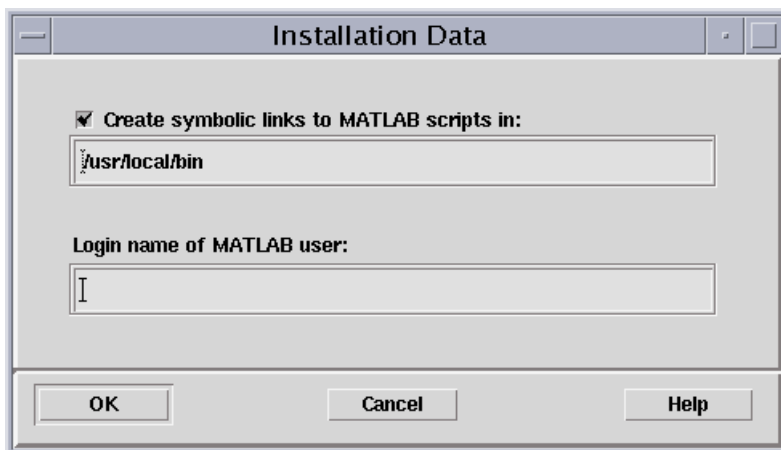 Installation Data
Create symbolic links to MATLAB scripts in:
/usr/local/bin
Login name of MATLAB user:
OK Cancel Help